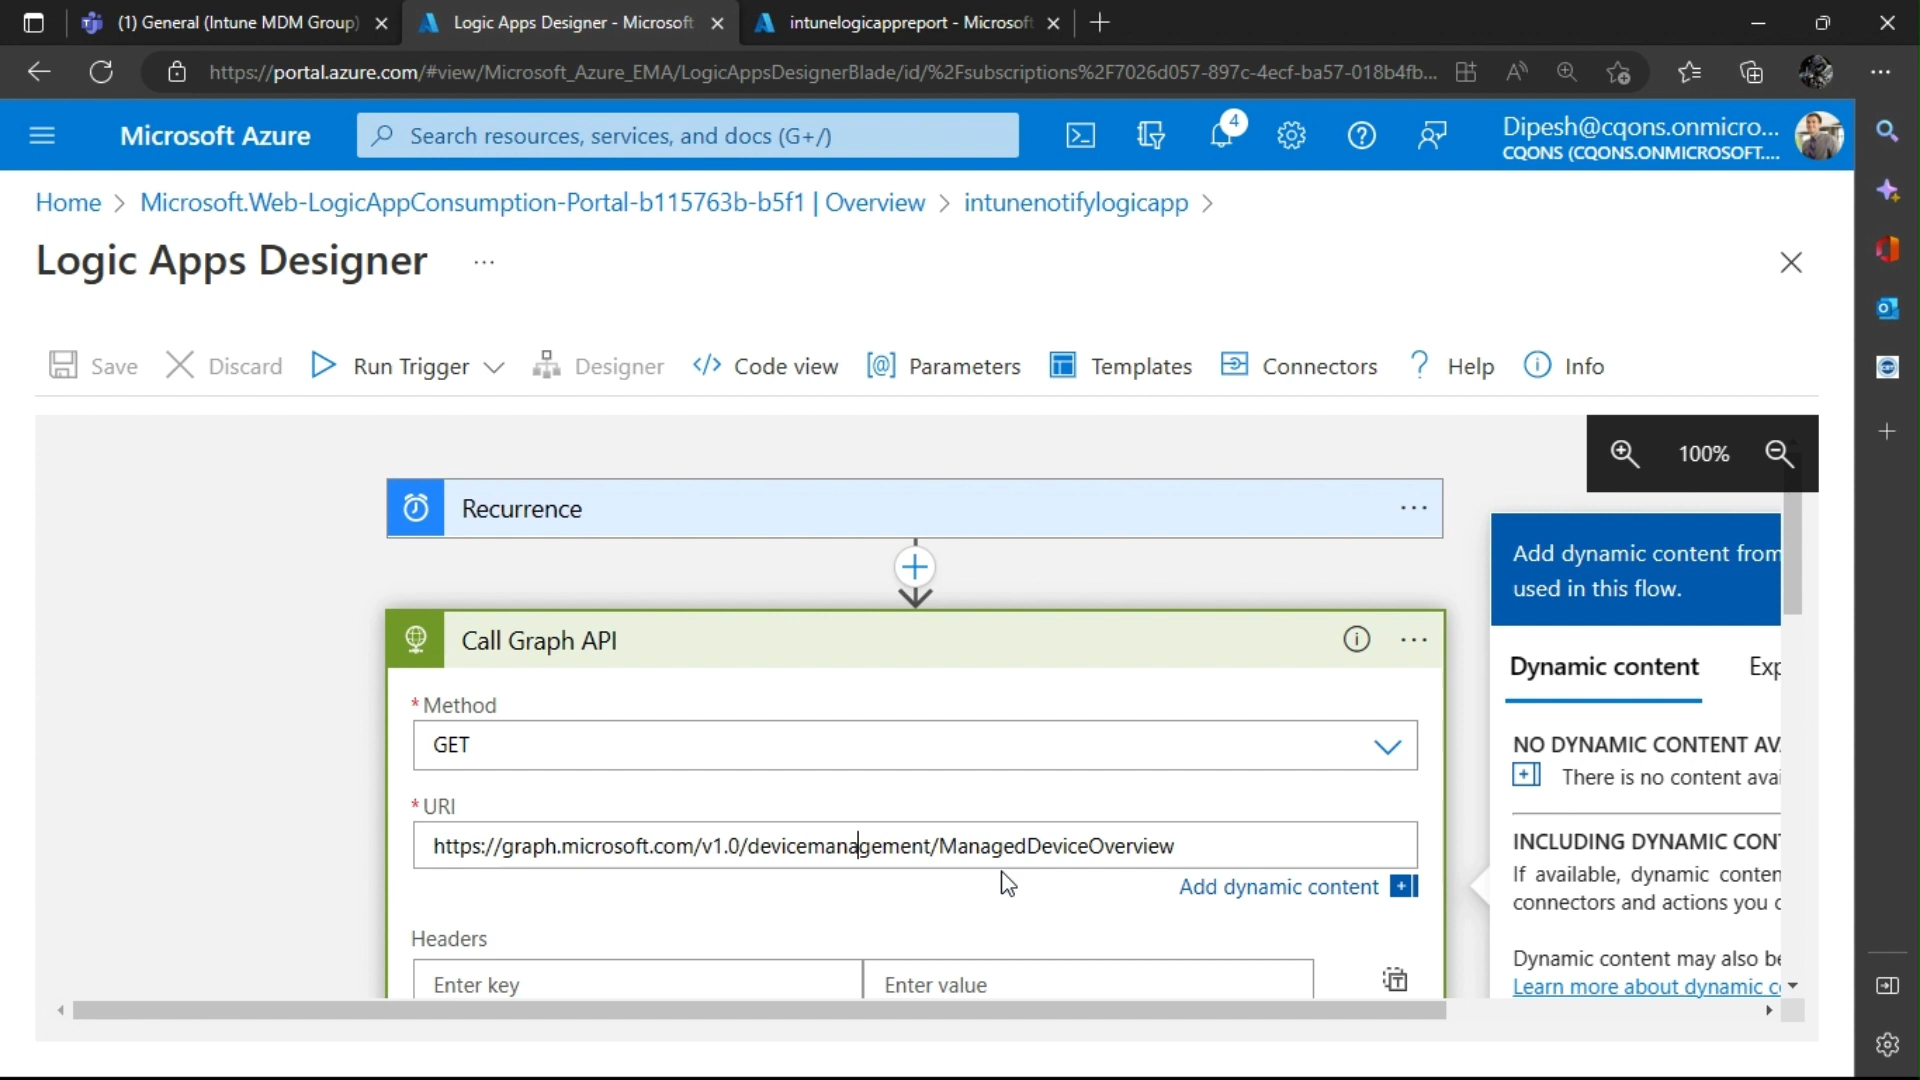 (1) General (Intune MDM Group)
Logic Apps Designer - Microsoft
intunelogicappreport - Microsoft
https://portal.azure.com/#view/Microsoft_Azure_EMA/LogicAppsDesignerBlade/id/%2Fsubscriptions%2F7026d057-897c-4ecf-ba57-018b4fb...
Microsoft Azure
Search resources, services, and docs (G+/)
4
Dipesh@cqons.onmicro...
CQONS (CQONS.ONMICROSOFT....
Home > Microsoft.Web-LogicAppConsumption-Portal-b115763b-b5f1 | Overview > intunenotifylogicapp >
Logic Apps Designer ...
Save Discard Run Trigger Designer </> Code view [@] Parameters Templates Connectors ? Help Info
100%
Recurrence ...
Add dynamic content from
used in this flow.
Call Graph API ...
Dynamic content Exp
* Method
GET
NO DYNAMIC CONTENT AV
There is no content avai
* URI
https://graph.microsoft.com/v1.0/devicemanagement/ManagedDeviceOverview
Add dynamic content
INCLUDING DYNAMIC CON
If available, dynamic conten
connectors and actions you c
Headers
Enter key
Enter value
Dynamic content may also be
Learn more about dynamic c